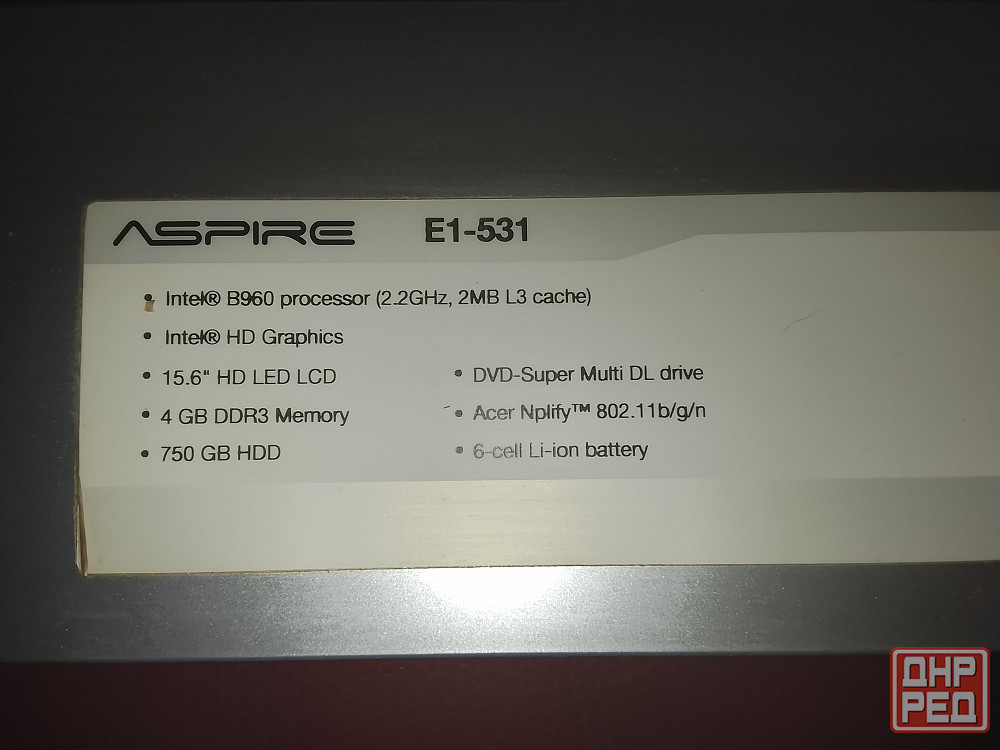 ASPIRE E1-531
• Intel® B960 processor (2.2GHz, 2MB L3 cache)
• Intel® HD Graphics
• 15.6" HD LED LCD
• 4 GB DDR3 Memory
• 750 GB HDD
• DVD-Super Multi DL drive
• Acer Nplify™ 802.11b/g/n
• 6-cell Li-ion battery
ДНР
РЕД